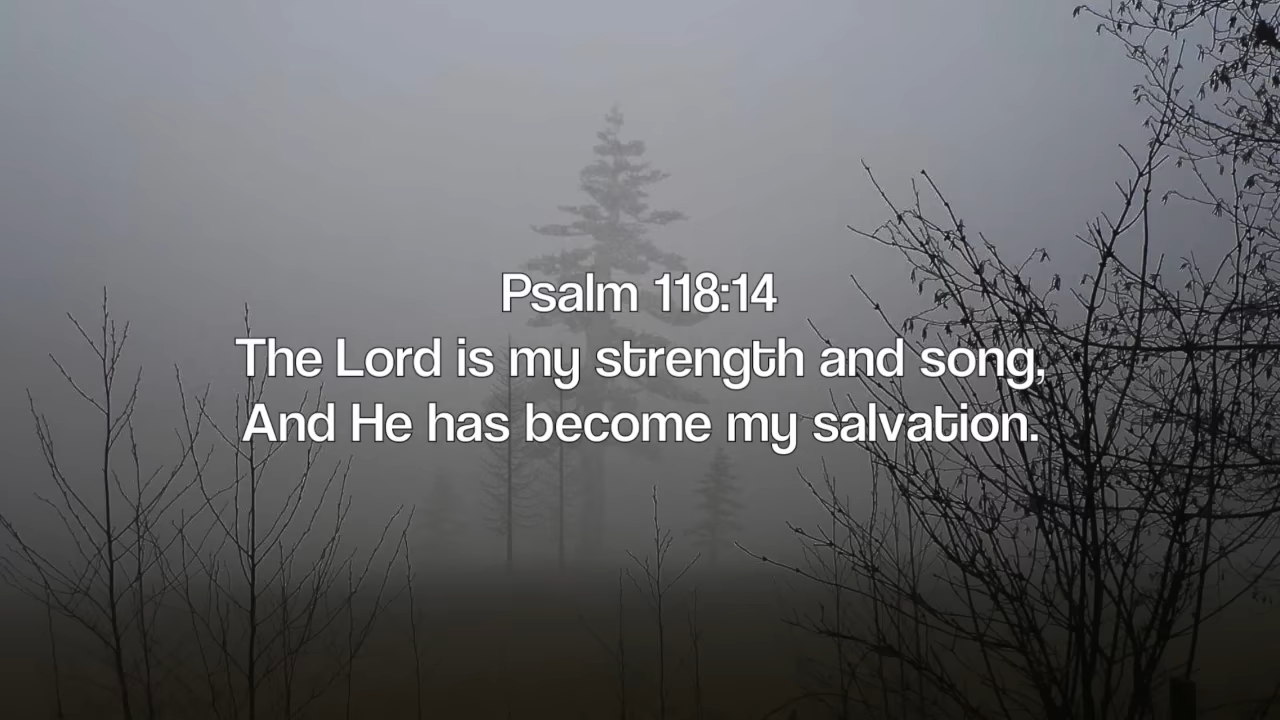 Psalm 118:14
The Lord is my strength and song,
And He has become my salvation.